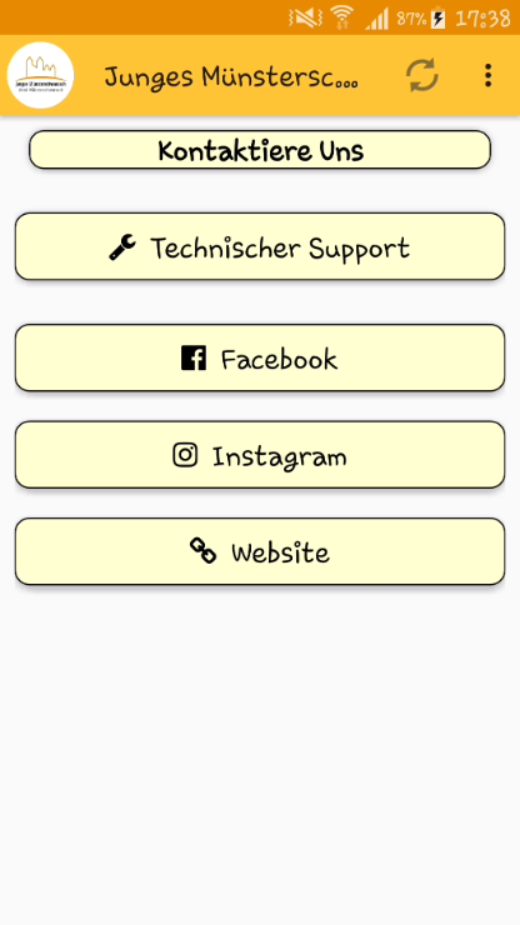 87% 17:38
Junges Münstersc...
Kontaktiere Uns
Technischer Support
Facebook
Instagram
Website